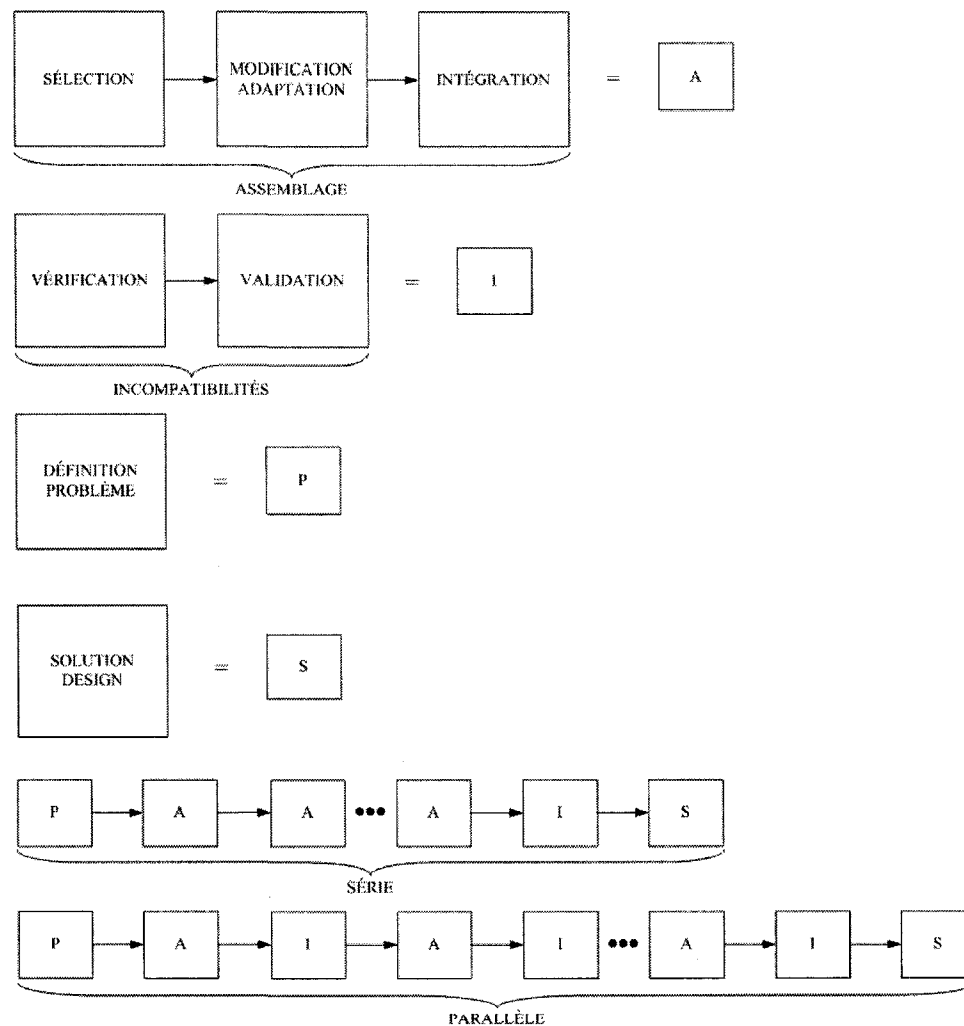 SÉLECTION
MODIFICATION
ADAPTATION
INTÉGRATION
=
A
ASSEMBLAGE
VÉRIFICATION
VALIDATION
=
I
INCOMPATIBILITÉS
DÉFINITION
PROBLÈME
=
P
SOLUTION
DESIGN
=
S
P A A ••• A I S
SÉRIE
P A I A I ••• A I S
PARALLÈLE